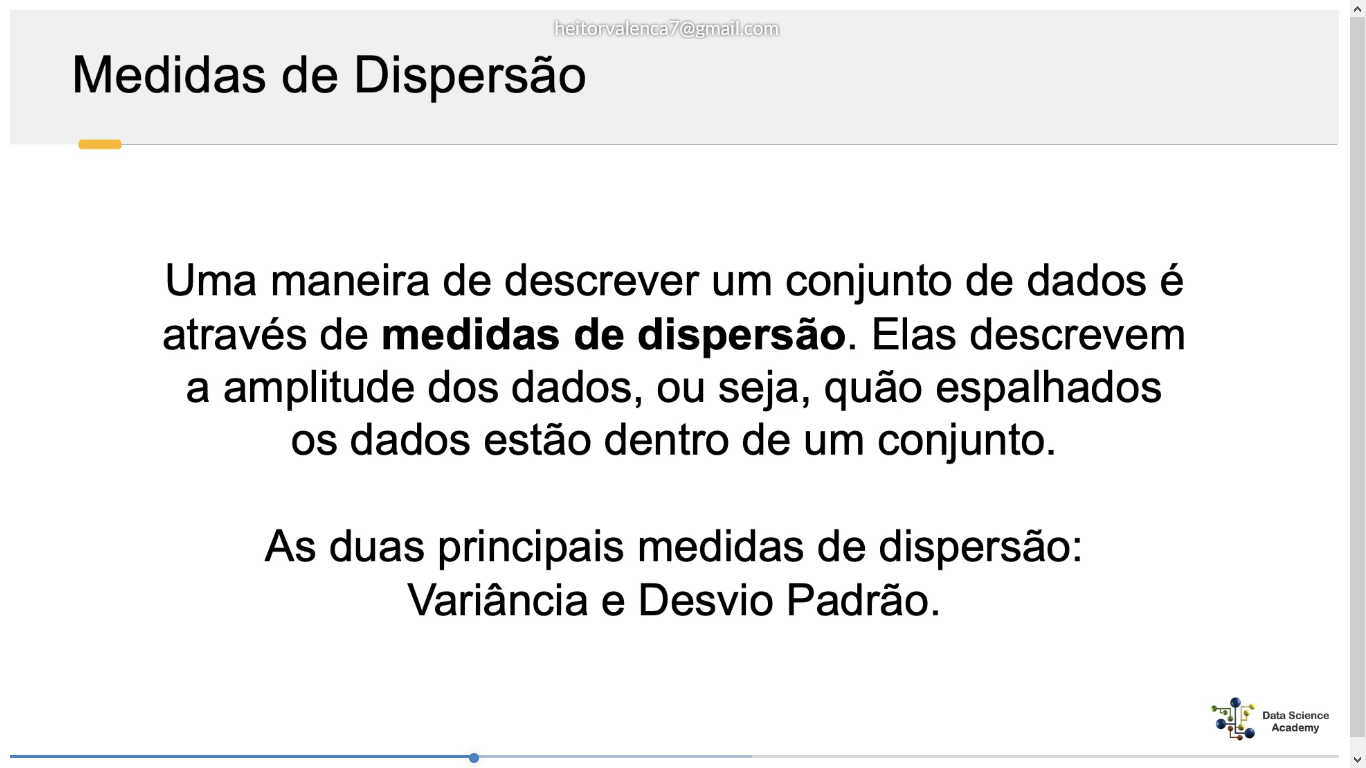 heitorvalenca7@gmail.com
Medidas de Dispersão
Uma maneira de descrever um conjunto de dados é
através de medidas de dispersão. Elas descrevem
a amplitude dos dados, ou seja, quão espalhados
os dados estão dentro de um conjunto.
As duas principais medidas de dispersão:
Variância e Desvio Padrão.
Data Science
Academy